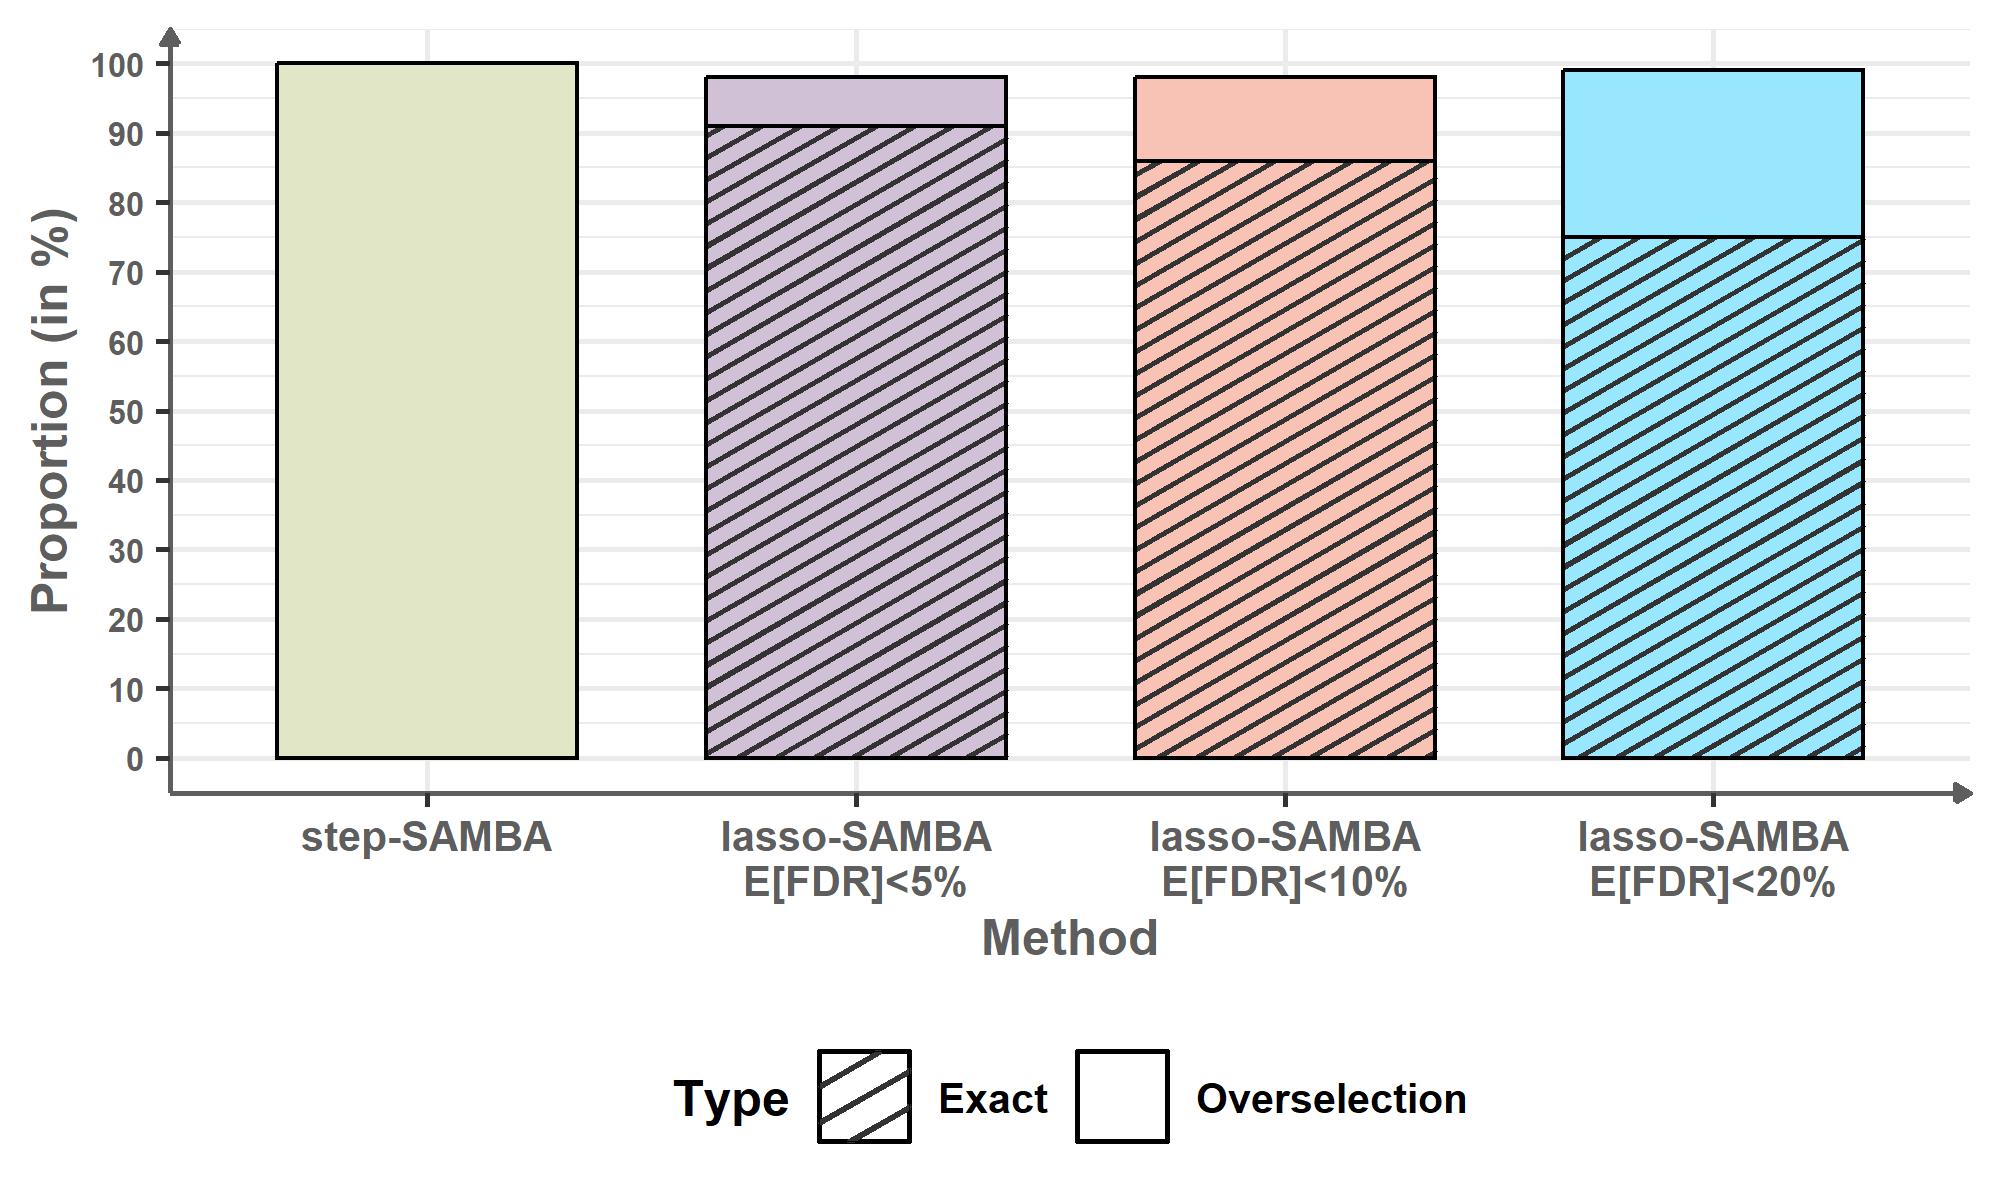 100
90
80
70
60
50
40
30
20
10
0
Proportion (in %)
step-SAMBA
lasso-SAMBA
E[FDR]<5%
lasso-SAMBA
E[FDR]<10%
lasso-SAMBA
E[FDR]<20%
Method
Type
Exact
Overselection